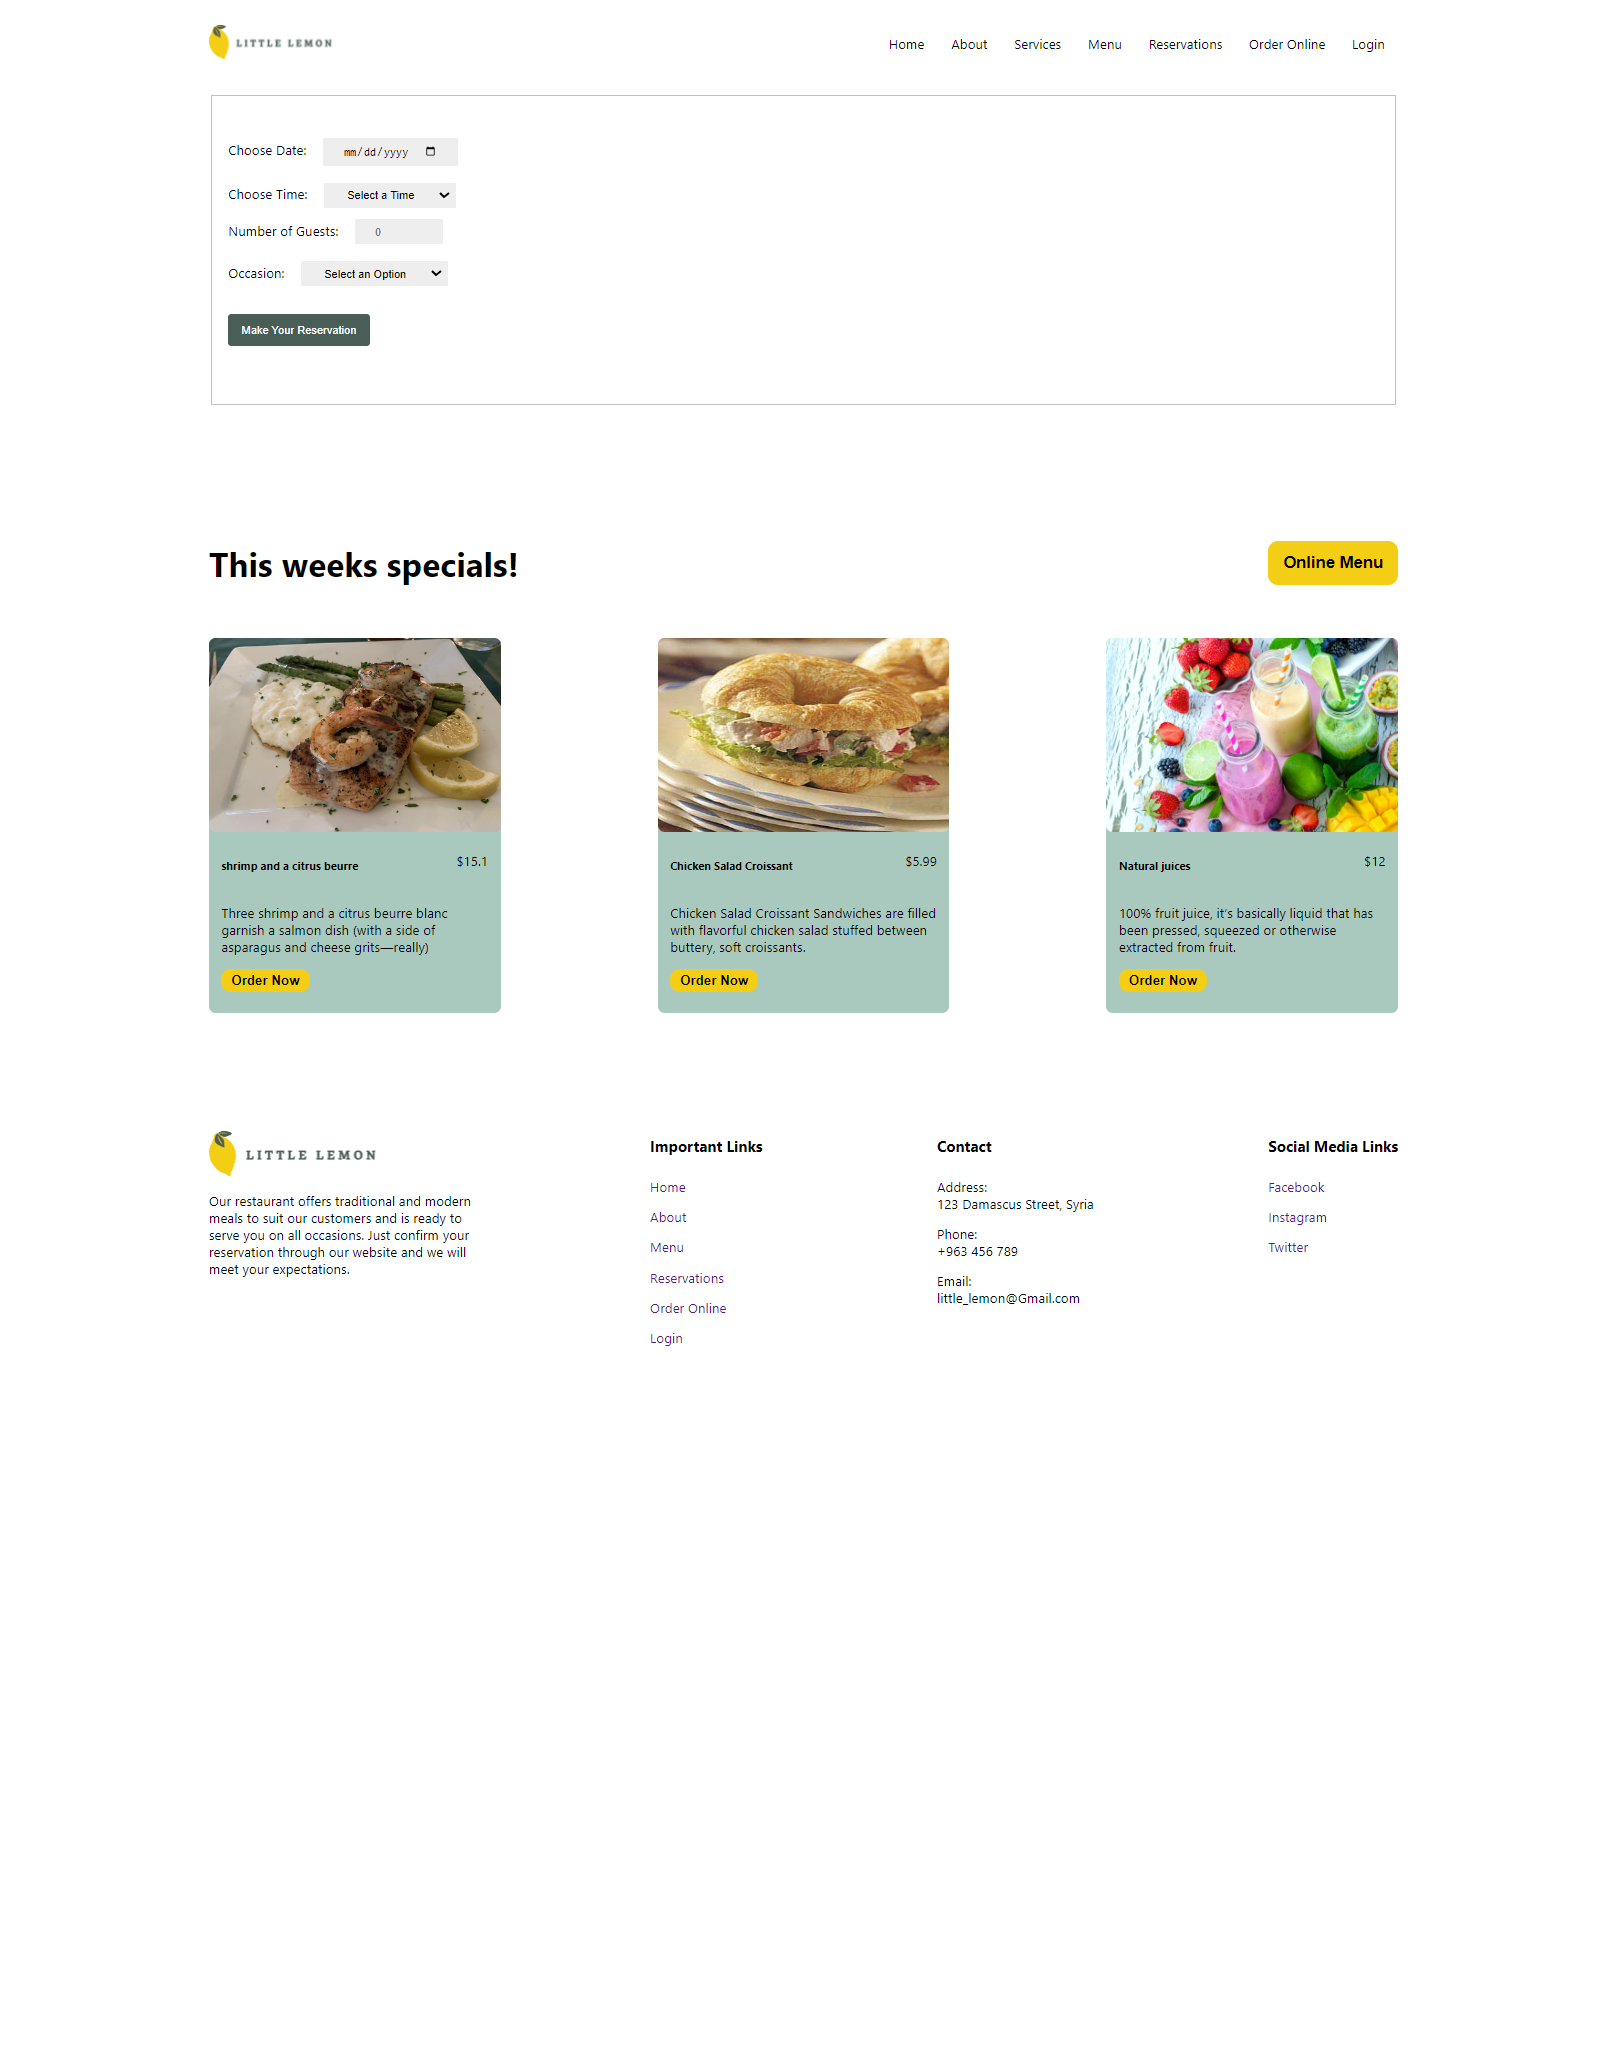 LITTLE LEMON
Home About Services Menu Reservations Order Online Login
Choose Date: mm/dd/yyyy
Choose Time: Select a Time
Number of Guests: 0
Occasion: Select an Option
Make Your Reservation
This weeks specials!
Online Menu
shrimp and a citrus beurre $15.1
Three shrimp and a citrus beurre blanc
garnish a salmon dish (with a side of
asparagus and cheese grits—really)
Order Now
Chicken Salad Croissant $5.99
Chicken Salad Croissant Sandwiches are filled
with flavorful chicken salad stuffed between
buttery, soft croissants.
Order Now
Natural juices $12
100% fruit juice, it's basically liquid that has
been pressed, squeezed or otherwise
extracted from fruit.
Order Now
LITTLE LEMON
Our restaurant offers traditional and modern
meals to suit our customers and is ready to
serve you on all occasions. Just confirm your
reservation through our website and we will
meet your expectations.
Important Links
Home
About
Menu
Reservations
Order Online
Login
Contact
Address:
123 Damascus Street, Syria
Phone:
+963 456 789
Email:
little_lemon@Gmail.com
Social Media Links
Facebook
Instagram
Twitter